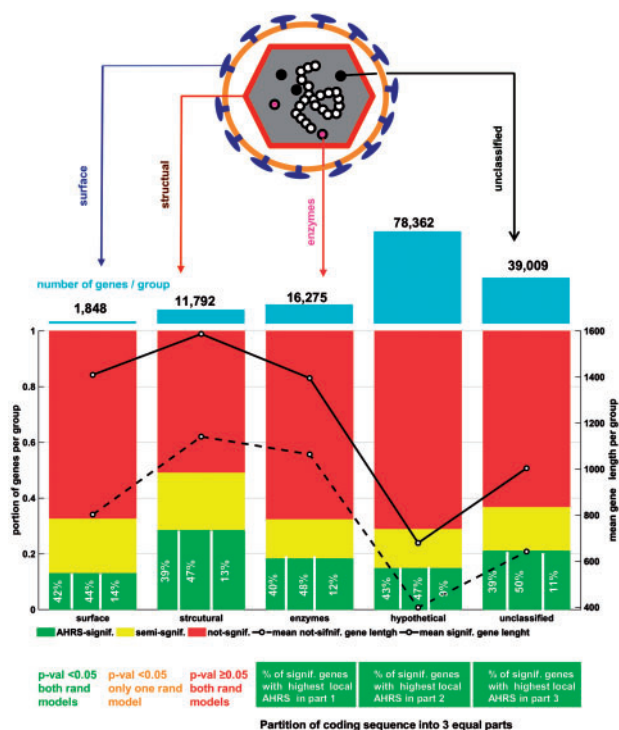 surface
structual
enzymes
unclassified
78,362
39,009
number of genes / group
1,848
11,792
16,275
1
0.8
0.6
0.4
0.2
0
portion of genes per group
1600
1400
1200
1000
800
600
400
mean gene length per group
42% 44% 14%
39% 47% 13%
40% 48% 12%
43% 47% 9%
39% 50% 11%
surface strcutural enzymes hypothetical unclassified
AHRS-signif. semi-sgnif. not-sgnif. mean not-sifnif. gene lentgh mean signif. gene lenght
p-val <0.05 both rand models
p-val <0.05 only one rand model
p-val ≥0.05 both rand models
% of signif. genes with highest local AHRS in part 1
% of signif. genes with highest local AHRS in part 2
% of signif. genes with highest local AHRS in part 3
Partition of coding sequence into 3 equal parts